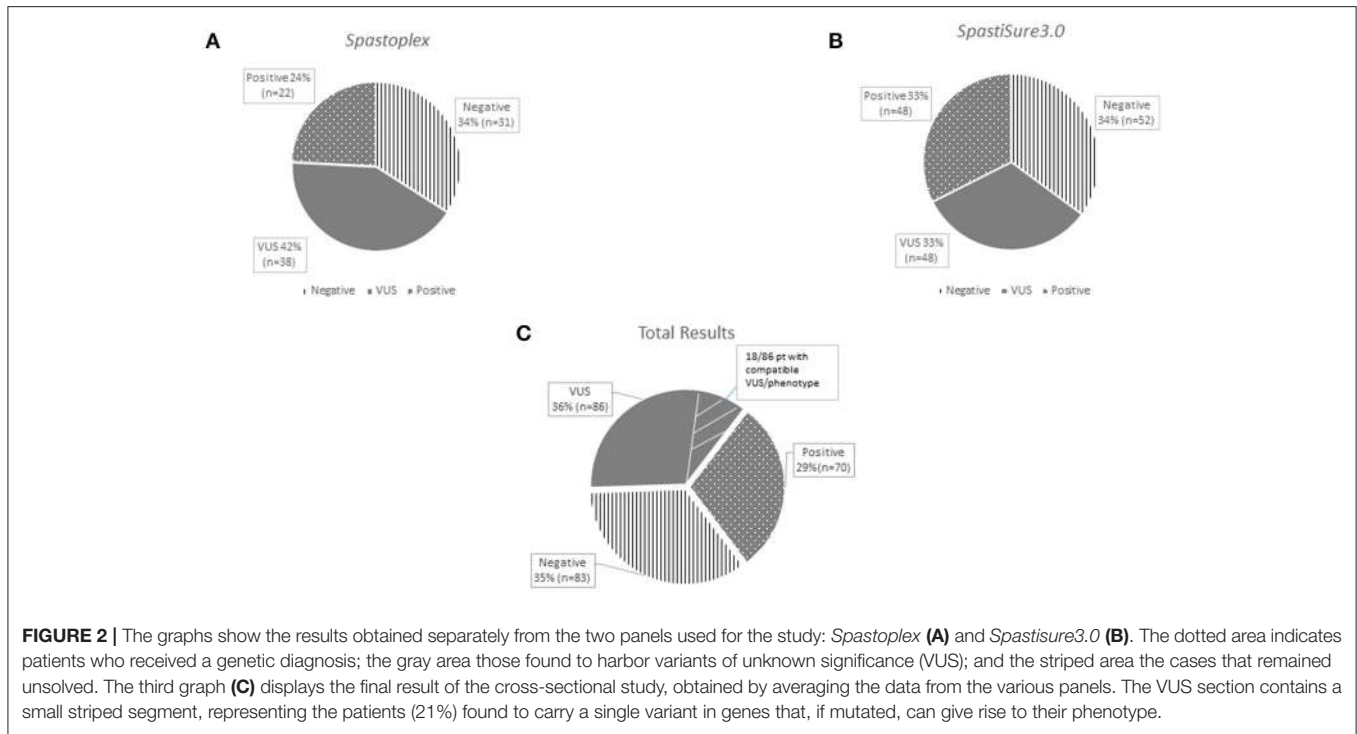 A
Spastoplex
Positive 24%
(n=22)
Negative
34% (n=31)
VUS 42%
(n=38)
Negative VUS Positive
B
SpastiSure3.0
Positive 33%
(n=48)
Negative
34% (n=52)
VUS 33%
(n=48)
Negative VUS Positive
C
Total Results
18/86 pt with
compatible
VUS/phenotype
VUS
36% (n=86)
Positive
29%(n=70)
Negative
35% (n=83)
FIGURE 2 | The graphs show the results obtained separately from the two panels used for the study: Spastoplex (A) and Spastisure3.0 (B). The dotted area indicates
patients who received a genetic diagnosis; the gray area those found to harbor variants of unknown significance (VUS); and the striped area the cases that remained
unsolved. The third graph (C) displays the final result of the cross-sectional study, obtained by averaging the data from the various panels. The VUS section contains a
small striped segment, representing the patients (21%) found to carry a single variant in genes that, if mutated, can give rise to their phenotype.